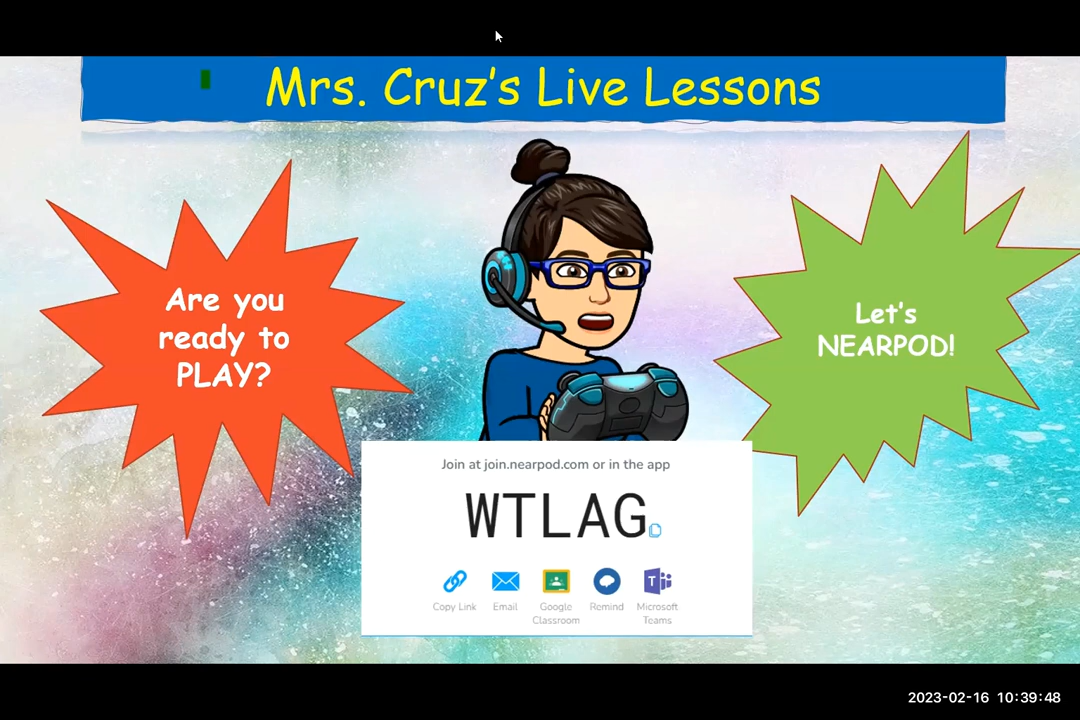 Mrs. Cruz's Live Lessons
Are you
ready to
PLAY?
Let's
NEARPOD!
Join at join.nearpod.com or in the app
WTLAG
Copy Link
Email
Google
Classroom
Remind
Microsoft
Teams
2023-02-16 10:39:48